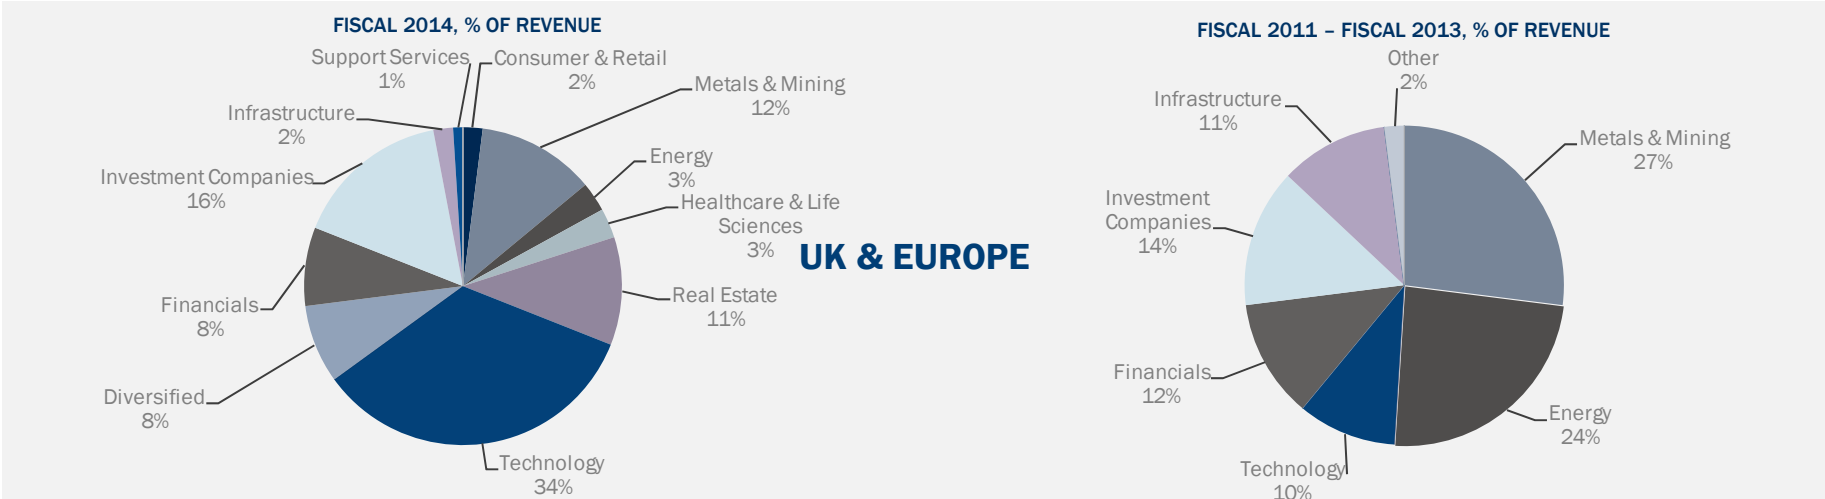 FISCAL 2014, % OF REVENUE
Support Services
1%
Consumer & Retail
2%
Metals & Mining
12%
Infrastructure
2%
Energy
3%
Investment Companies
16%
Healthcare & Life
Sciences
3%
Real Estate
11%
Financials
8%
Diversified
8%
Technology
34%
UK & EUROPE
FISCAL 2011 – FISCAL 2013, % OF REVENUE
Other
2%
Infrastructure
11%
Metals & Mining
27%
Investment
Companies
14%
Financials
12%
Energy
24%
Technology
10%